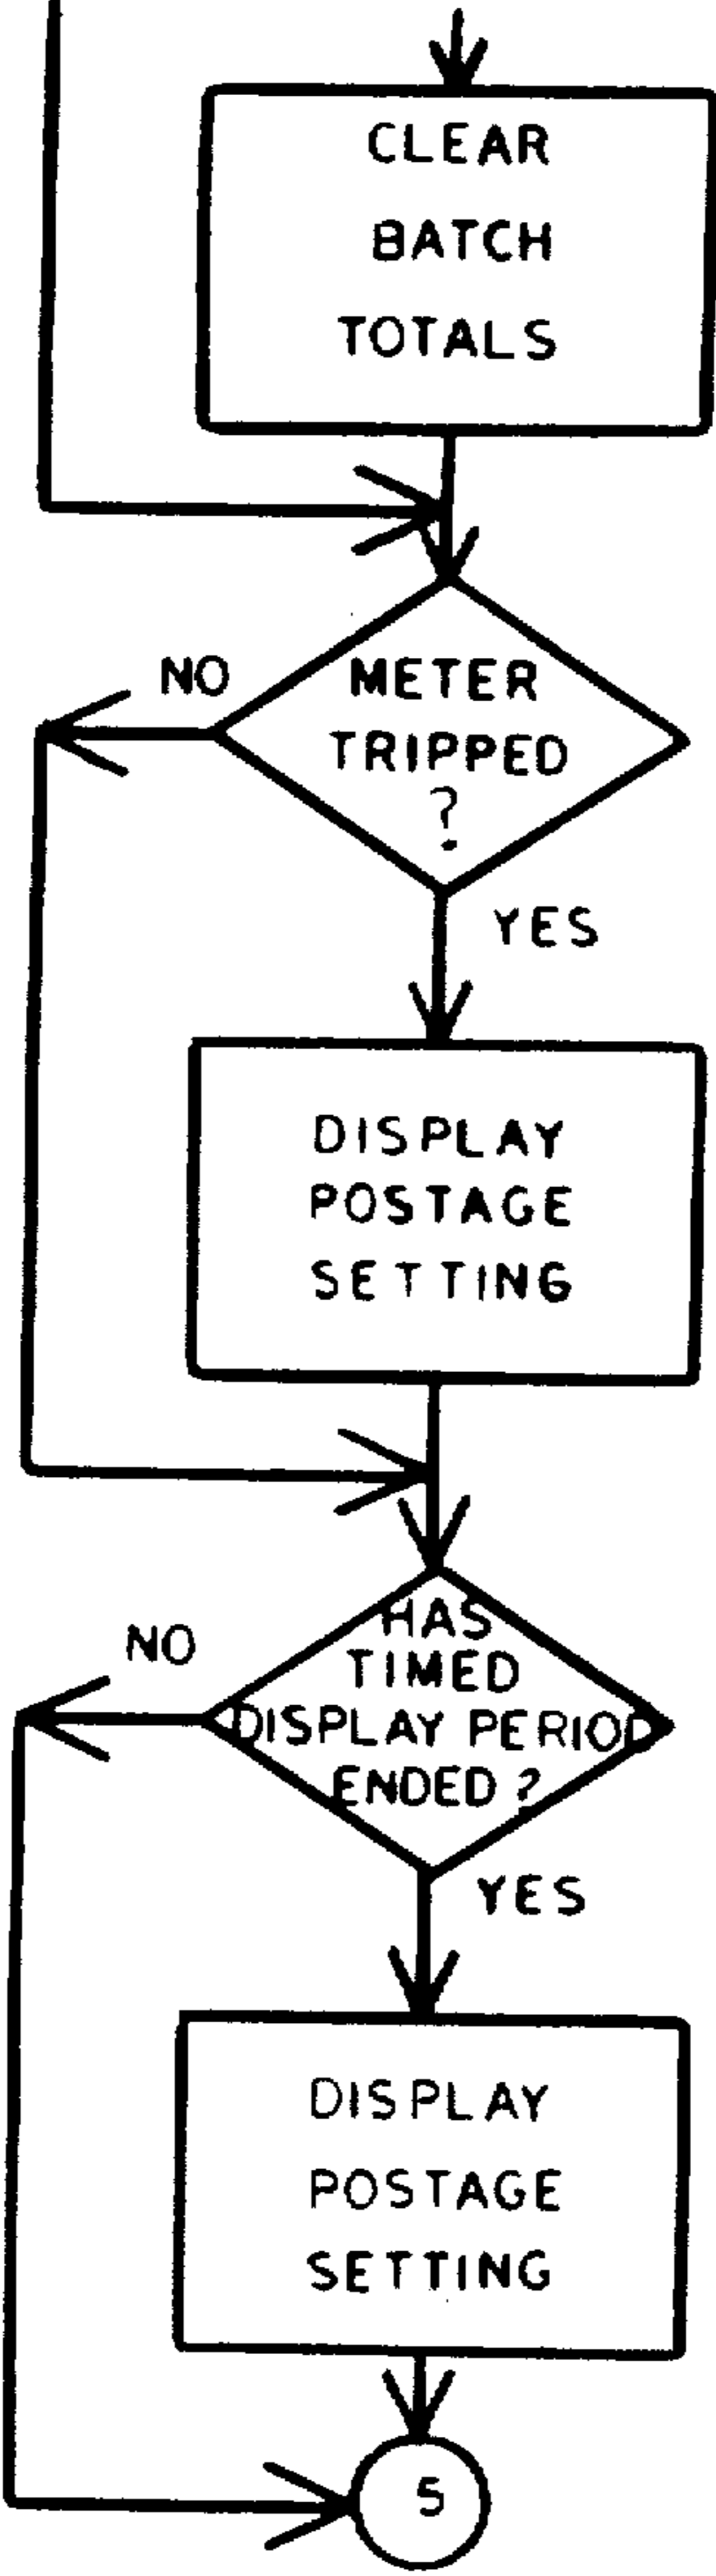 CLEAR
BATCH
TOTALS
NO
METER
TRIPPED
?
YES
DISPLAY
POSTAGE
SETTING
NO
HAS
TIMED
DISPLAY PERIOD
ENDED ?
YES
DISPLAY
POSTAGE
SETTING
5